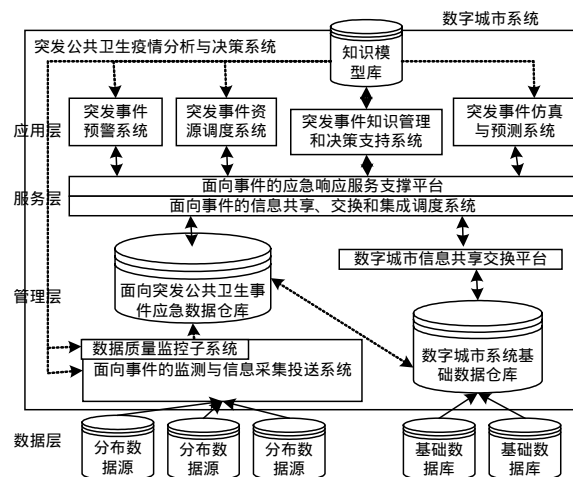 数字城市系统
突发公共卫生疫情分析与决策系统
知识模
型库
应用层
突发事件
预警系统
突发事件资
源调度系统
突发事件知识管理
和决策支持系统
突发事件仿真
与预测系统
服务层
面向事件的应急响应服务支撑平台
面向事件的信息共享、交换和集成调度系统
数字城市信息共享交换平台
管理层
面向突发公共卫生事
件应急数据仓库
数据质量监控子系统
面向事件的监测与信息采集投送系统
数字城市系统基
础数据仓库
数据层
分布数
据源
分布数
据源
分布数
据源
基础数
据库
基础数
据库